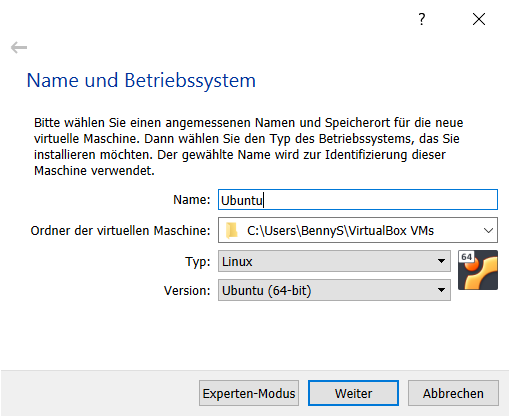 ?
Name und Betriebssystem
Bitte wählen Sie einen angemessenen Namen und Speicherort für die neue
virtuelle Maschine. Dann wählen Sie den Typ des Betriebssystems, das Sie
installieren möchten. Der gewählte Name wird zur Identifizierung dieser
Maschine verwendet.
Name: Ubuntu
Ordner der virtuellen Maschine: C:\Users\BennyS\VirtualBox VMs
Typ: Linux
64
Version: Ubuntu (64-bit)
Experten-Modus Weiter Abbrechen